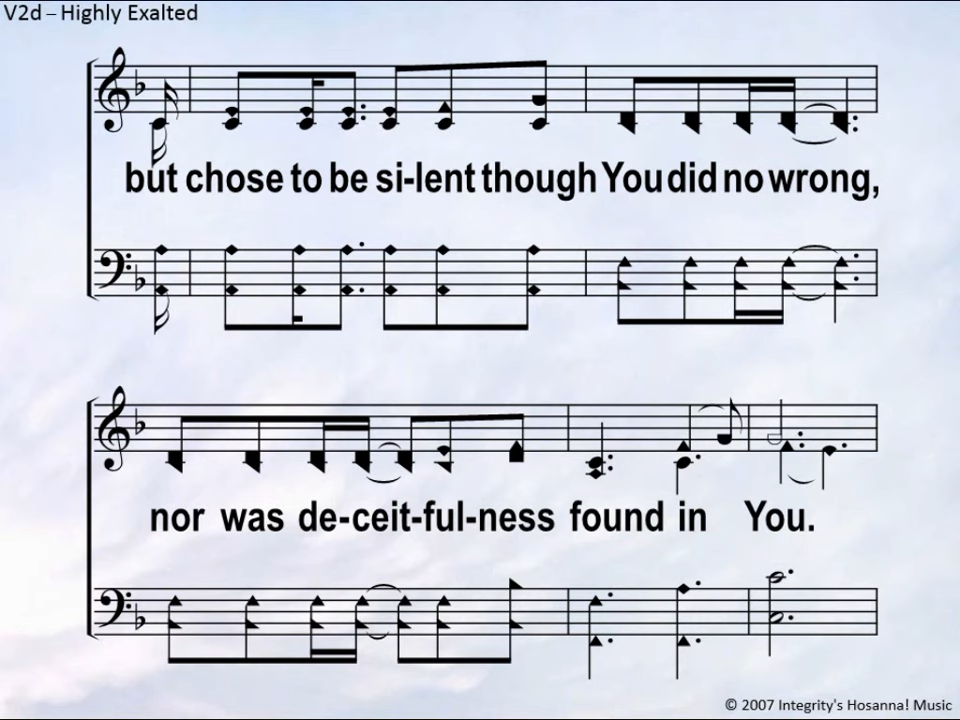 V2d – Highly Exalted
but chose to be si-lent though You did no wrong,
nor was de-ceit-ful-ness found in You.
© 2007 Integrity's Hosanna! Music